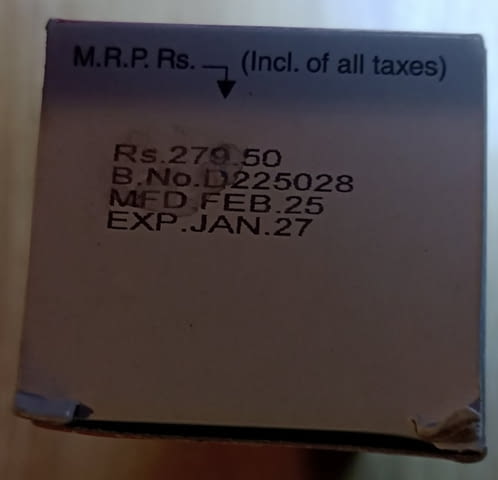 M.R.P. Rs. (Incl. of all taxes)
Rs.279.50
B.No.D225028
MFD.FEB.25
EXP.JAN.27